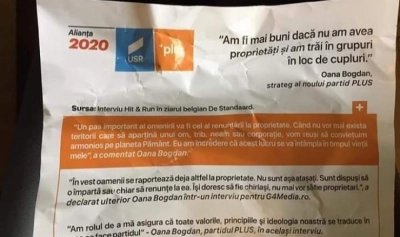 Alianța
2020
USR
plus
“Am fi mai buni dacă nu am avea
proprietăți și am trăi în grupuri
în loc de cupluri.”
Oana Bogdan,
strateg al noului partid PLUS
Sursa: Interviu Hit & Run în ziarul belgian De Standaard.
“Un pas important al omenirii va fi cel al renunțării la proprietate. Când nu vor mai exista
teritorii care să aparțină unui om, trib, neam sau corporație, vom reuși să conviețuim
armonios pe planeta Pământ. Eu am încredere că acest lucru se va întâmpla în timpul vieții
mele”, a comentat Oana Bogdan.
“În vest oamenii se raportează deja altfel la proprietate. Nu sunt așa atașați. Sunt dispuși să
o împartă sau chiar să renunțe la ea. Își doresc să fie chiriași, nu mai vor să fie proprietari.”, a
declarat ulterior Oana Bogdan într-un interviu pentru G4Media.ro.
“Am rolul de a mă asigura că toate valorile, principiile și ideologia noastră se traduce în
ce face partidul” - Oana Bogdan, partidul PLUS, în același interviu.